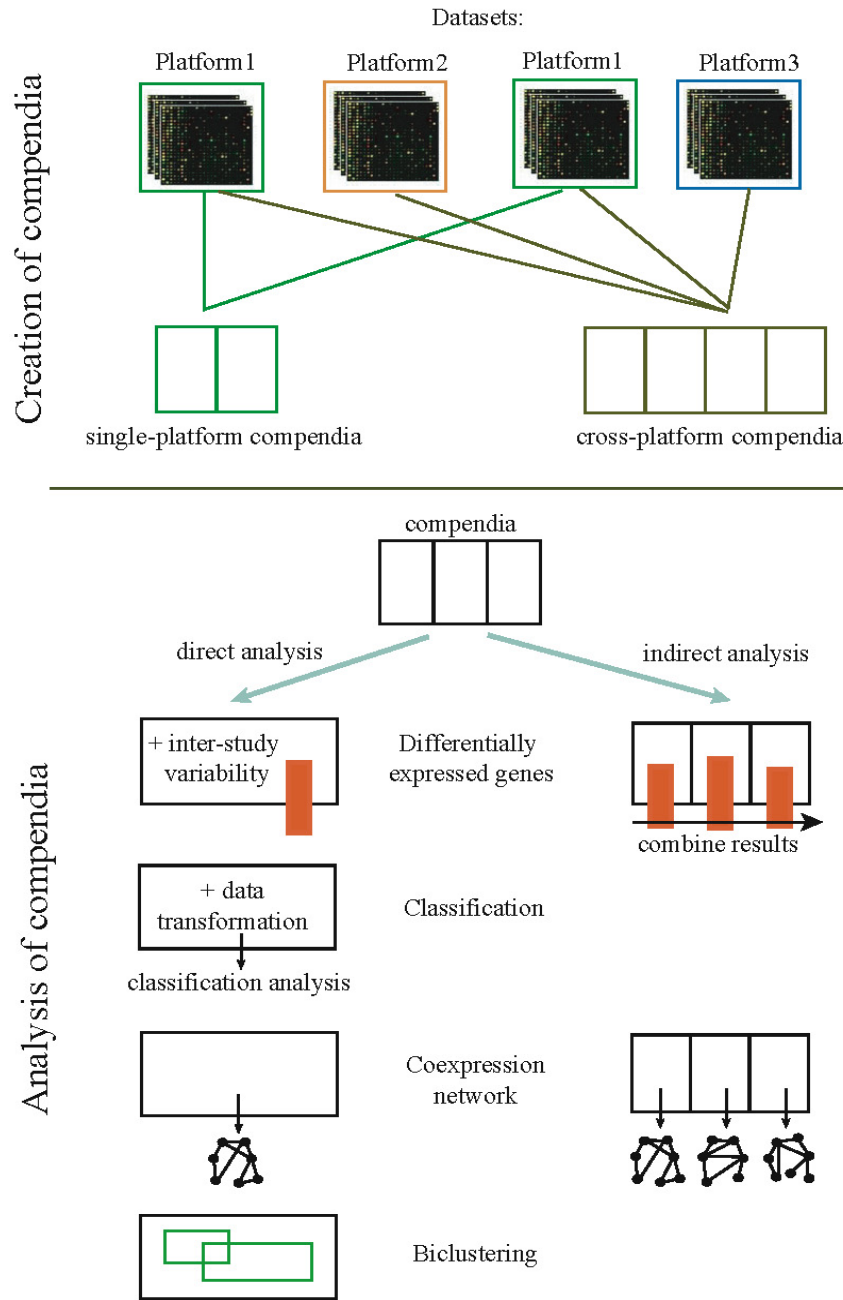 Datasets:
Platform1
Platform2
Platform1
Platform3
Creation of compendia
single-platform compendia
cross-platform compendia
compendia
direct analysis
indirect analysis
Analysis of compendia
+ inter-study
variability
Differentially
expressed genes
combine results
+ data
transformation
Classification
classification analysis
Coexpression
network
Biclustering